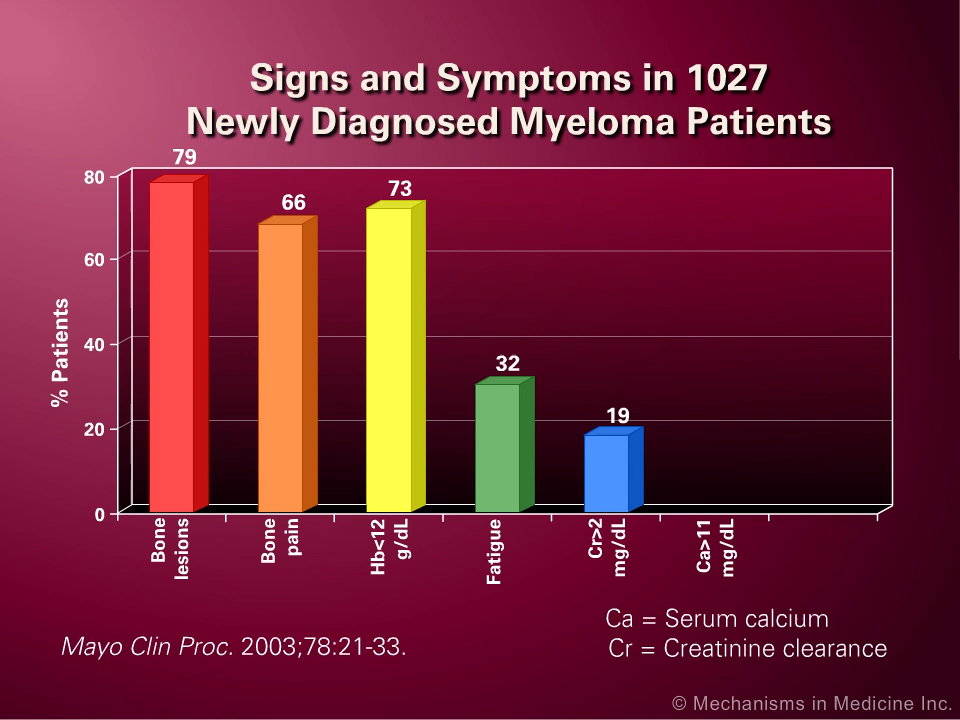 Signs and Symptoms in 1027
Newly Diagnosed Myeloma Patients
% Patients
80
60
40
20
0
79
66
73
32
19
Bone
lesions
Bone
pain
Hb<12
g/dL
Fatigue
Cr>2
mg/dL
Ca>11
mg/dL
Ca = Serum calcium
Cr = Creatinine clearance
Mayo Clin Proc. 2003;78:21-33.
© Mechanisms in Medicine Inc.